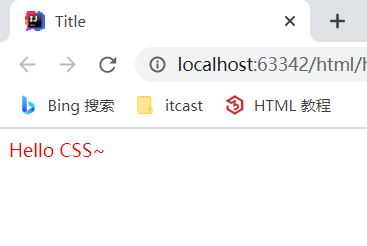 Title
localhost:63342/html/
Bing 搜索 itcast HTML 教程
Hello CSS~